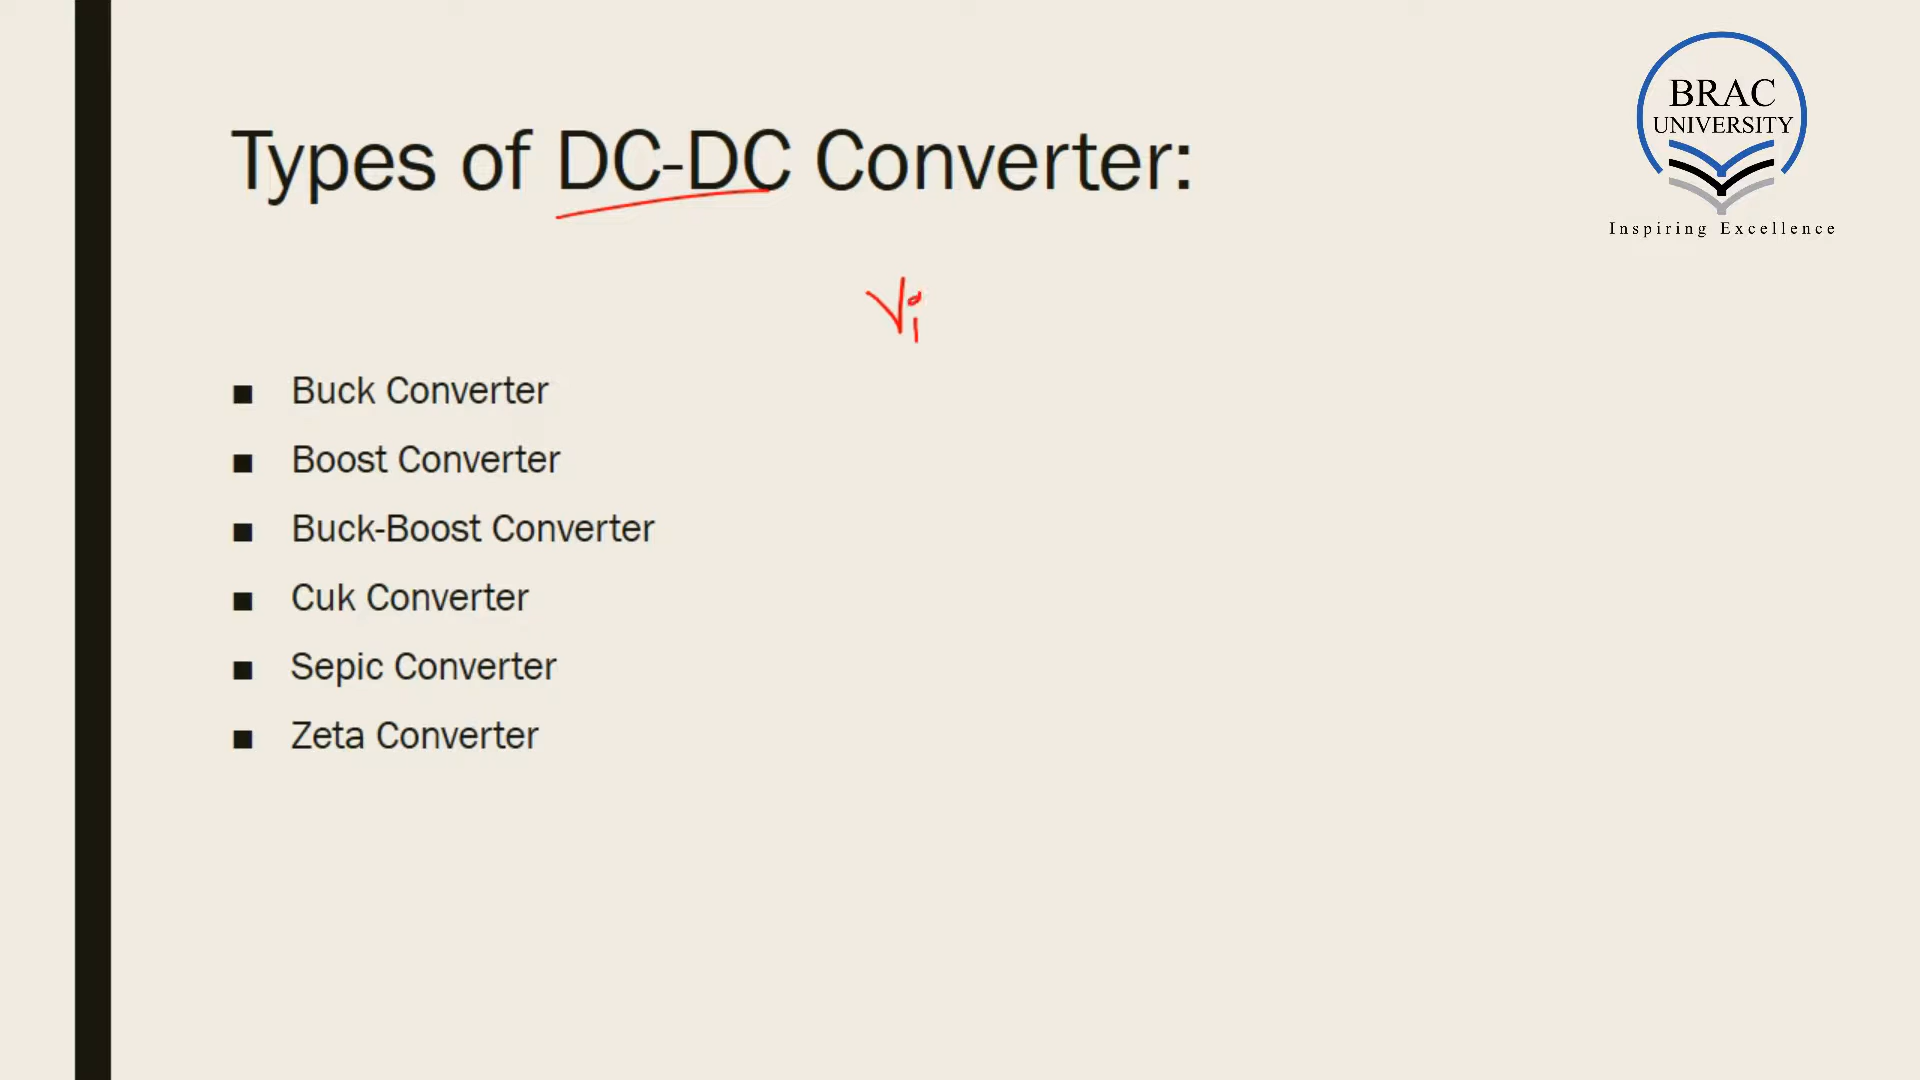 BRAC
UNIVERSITY
Inspiring Excellence
Types of DC-DC Converter:
Vi
■ Buck Converter
■ Boost Converter
■ Buck-Boost Converter
■ Cuk Converter
■ Sepic Converter
■ Zeta Converter